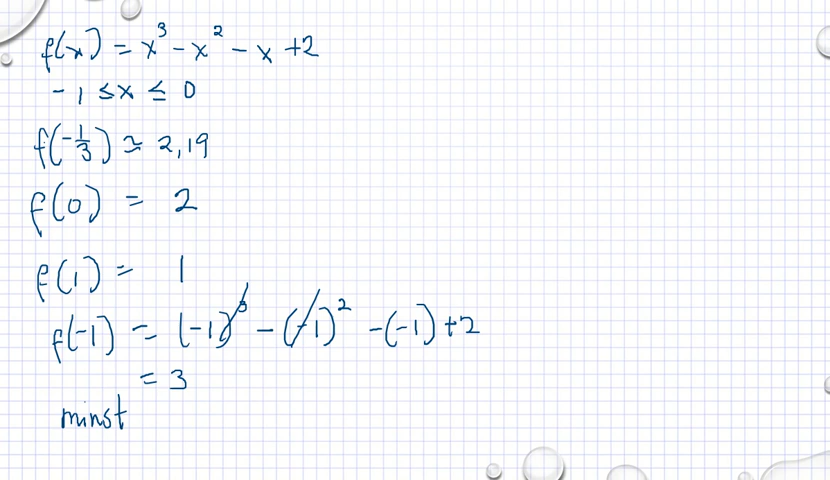 f(x) = x³ - x² - x + 2
-1 ≤ x ≤ 0
f(-1/3) ≃ 2,19
f(0) = 2
f(1) = 1
f(-1) = (-1)³ - (-1)² - (-1) + 2
= 3
minst